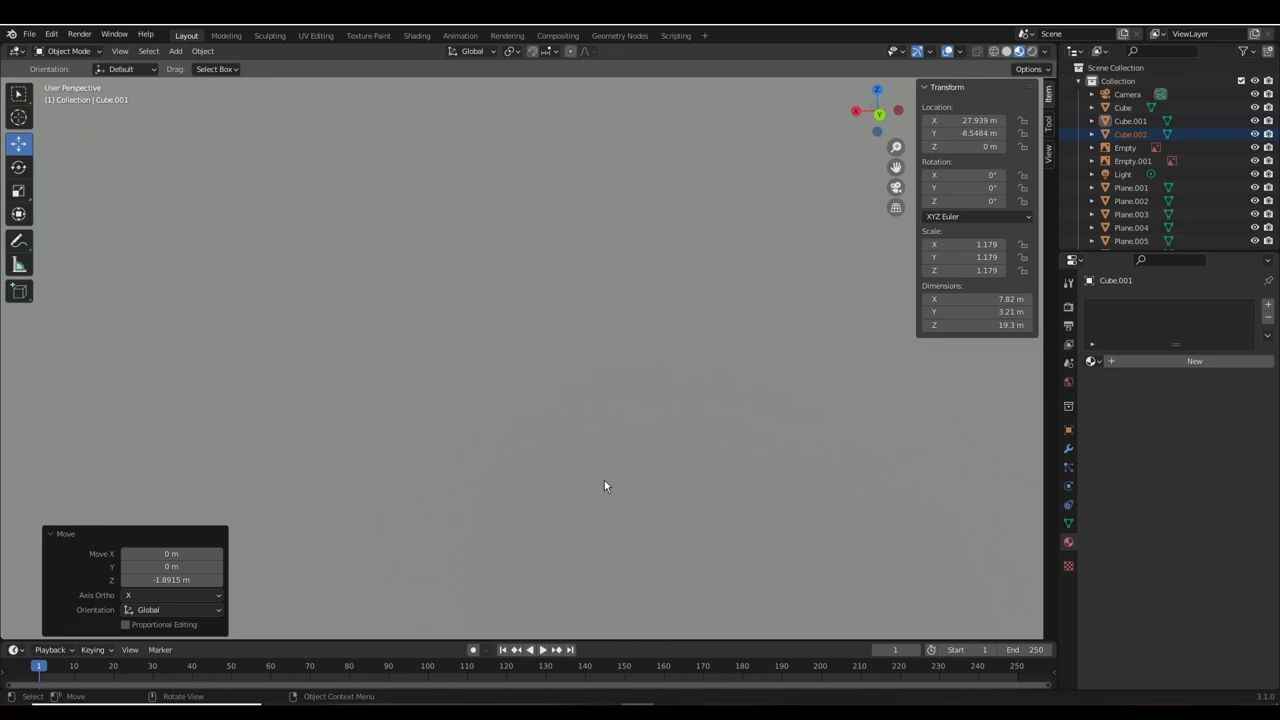 File Edit Render Window Help Layout Modeling Sculpting UV Editing Texture Paint Shading Animation Rendering Compositing Geometry Nodes Scripting + Scene ViewLayer
Object Mode View Select Add Object Global
Orientation: Default Drag: Select Box Options
User Perspective
(1) Collection | Cube.001
Z
X
Y
Transform
Location:
X 27.939 m
Y -8.5484 m
Z 0 m
Rotation:
X 0°
Y 0°
Z 0°
XYZ Euler
Scale:
X 1.179
Y 1.179
Z 1.179
Dimensions:
X 7.82 m
Y 3.21 m
Z 19.3 m
Item
Tool
View
Scene Collection
Collection
Camera
Cube
Cube.001
Cube.002
Empty
Empty.001
Light
Plane.001
Plane.002
Plane.003
Plane.004
Plane.005
Cube.001
New
Move
Move X 0 m
Y 0 m
Z -1.8915 m
Axis Ortho X
Orientation Global
Proportional Editing
Playback Keying View Marker 1 Start 1 End 250
1 10 20 30 40 50 60 70 80 90 100 110 120 130 140 150 160 170 180 190 200 210 220 230 240 250
Select Move Rotate View Object Context Menu 3.1.0